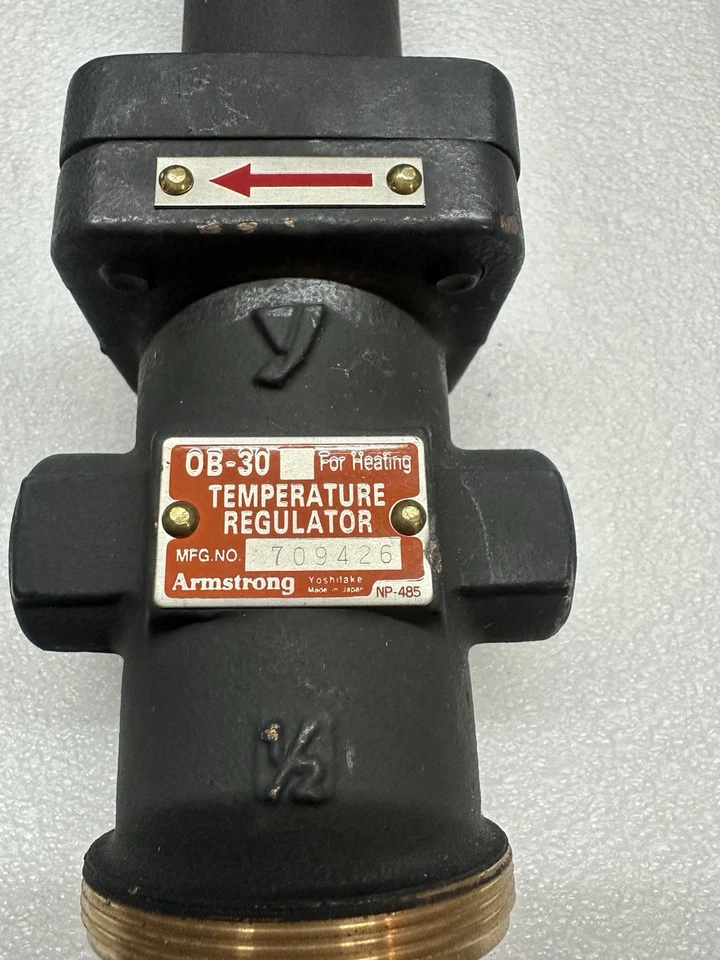 y
OB-30 For Heating
TEMPERATURE
REGULATOR
MFG.NO. 709426
Armstrong Yoshitake
Made in Japan NP-485
1/2